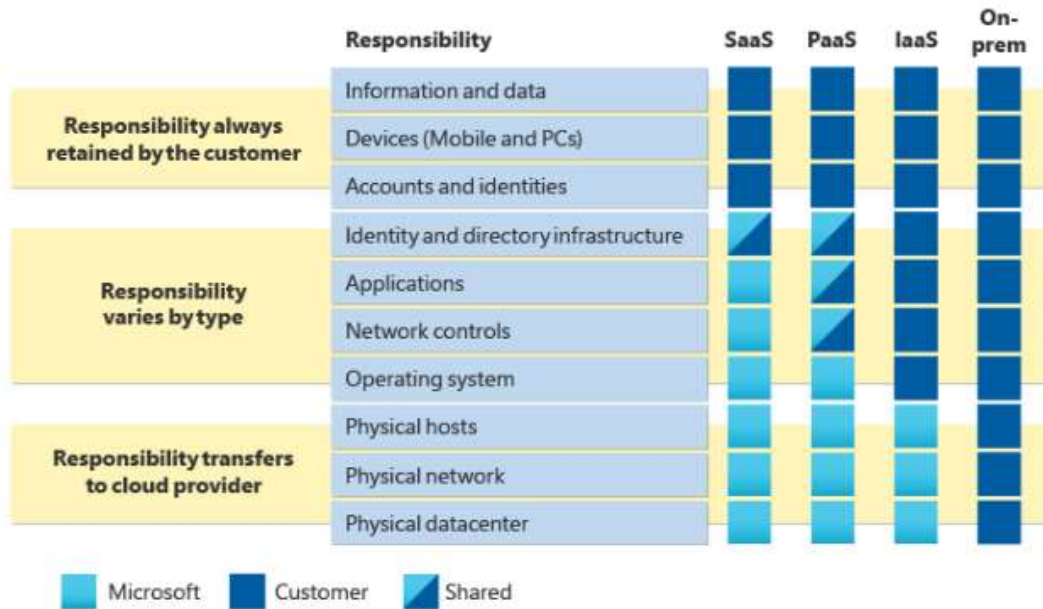 Responsibility SaaS PaaS IaaS On-
prem
Information and data
Responsibility always
retained by the customer
Devices (Mobile and PCs)
Accounts and identities
Identity and directory infrastructure
Responsibility
varies by type
Applications
Network controls
Operating system
Physical hosts
Responsibility transfers
to cloud provider
Physical network
Physical datacenter
Microsoft Customer Shared